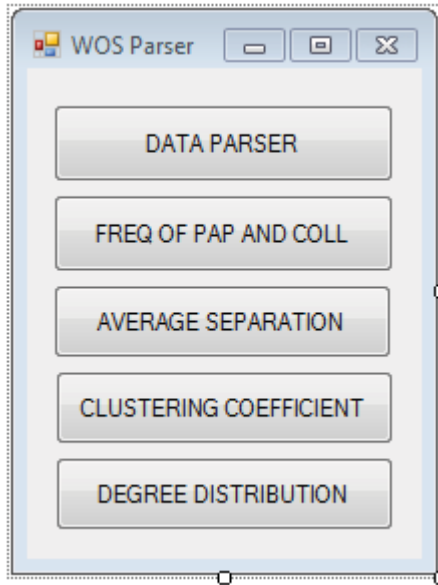 WOS Parser
DATA PARSER
FREQ OF PAP AND COLL
AVERAGE SEPARATION
CLUSTERING COEFFICIENT
DEGREE DISTRIBUTION